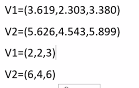 V1=(3.619,2.303,3.380)
V2=(5.626,4.543,5.899)
V1=(2,2,3)
V2=(6,4,6)